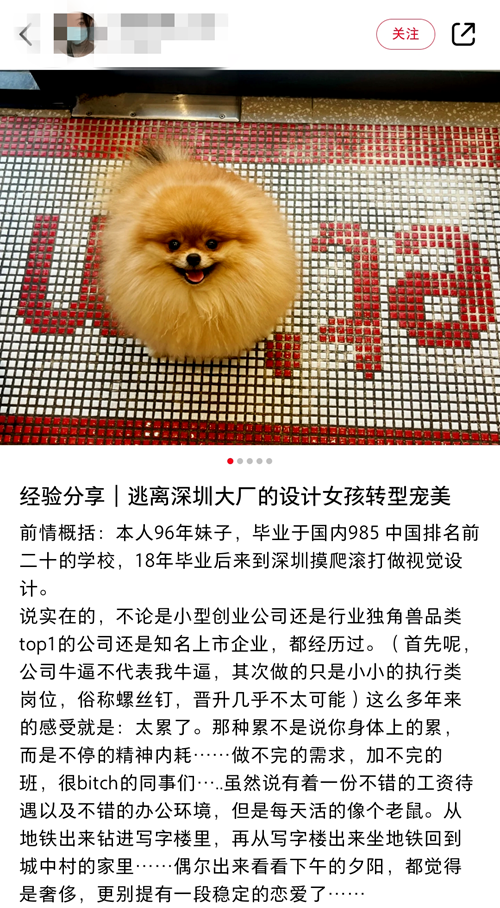 关注
经验分享｜逃离深圳大厂的设计女孩转型宠美
前情概括：本人96年妹子，毕业于国内985 中国排名前
二十的学校，18年毕业后来到深圳摸爬滚打做视觉设
计。
说实在的，不论是小型创业公司还是行业独角兽品类
top1的公司还是知名上市企业，都经历过。（首先呢，
公司牛逼不代表我牛逼，其次做的只是小小的执行类
岗位，俗称螺丝钉，晋升几乎不太可能）这么多年来
的感受就是：太累了。那种累不是说你身体上的累，
而是不停的精神内耗……做不完的需求，加不完的
班，很bitch的同事们…..虽然说有着一份不错的工资待
遇以及不错的办公环境，但是每天活的像个老鼠。从
地铁出来钻进写字楼里，再从写字楼出来坐地铁回到
城中村的家里……偶尔出来看看下午的夕阳，都觉得
是奢侈，更别提有一段稳定的恋爱了……